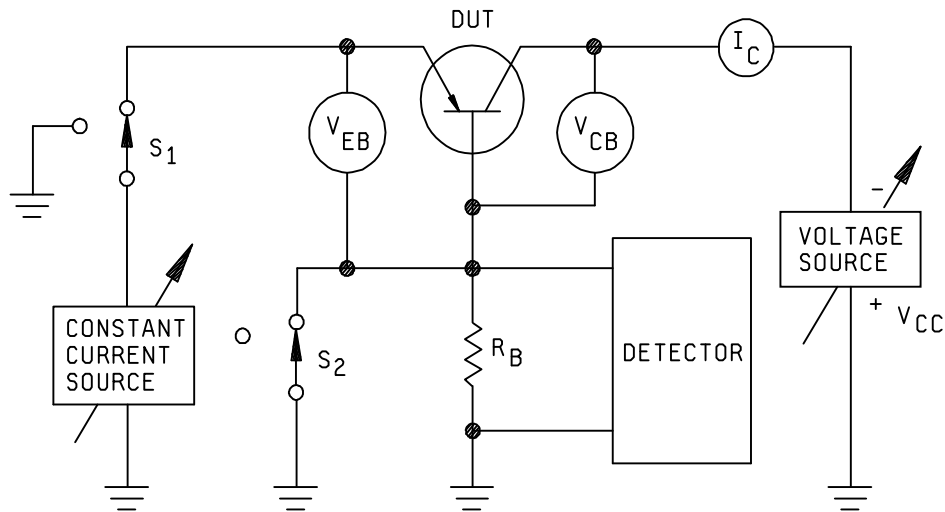 DUT
I C
V EB
V CB
S 1
-
VOLTAGE
SOURCE
+ V CC
CONSTANT
CURRENT
SOURCE
S 2
R B
DETECTOR